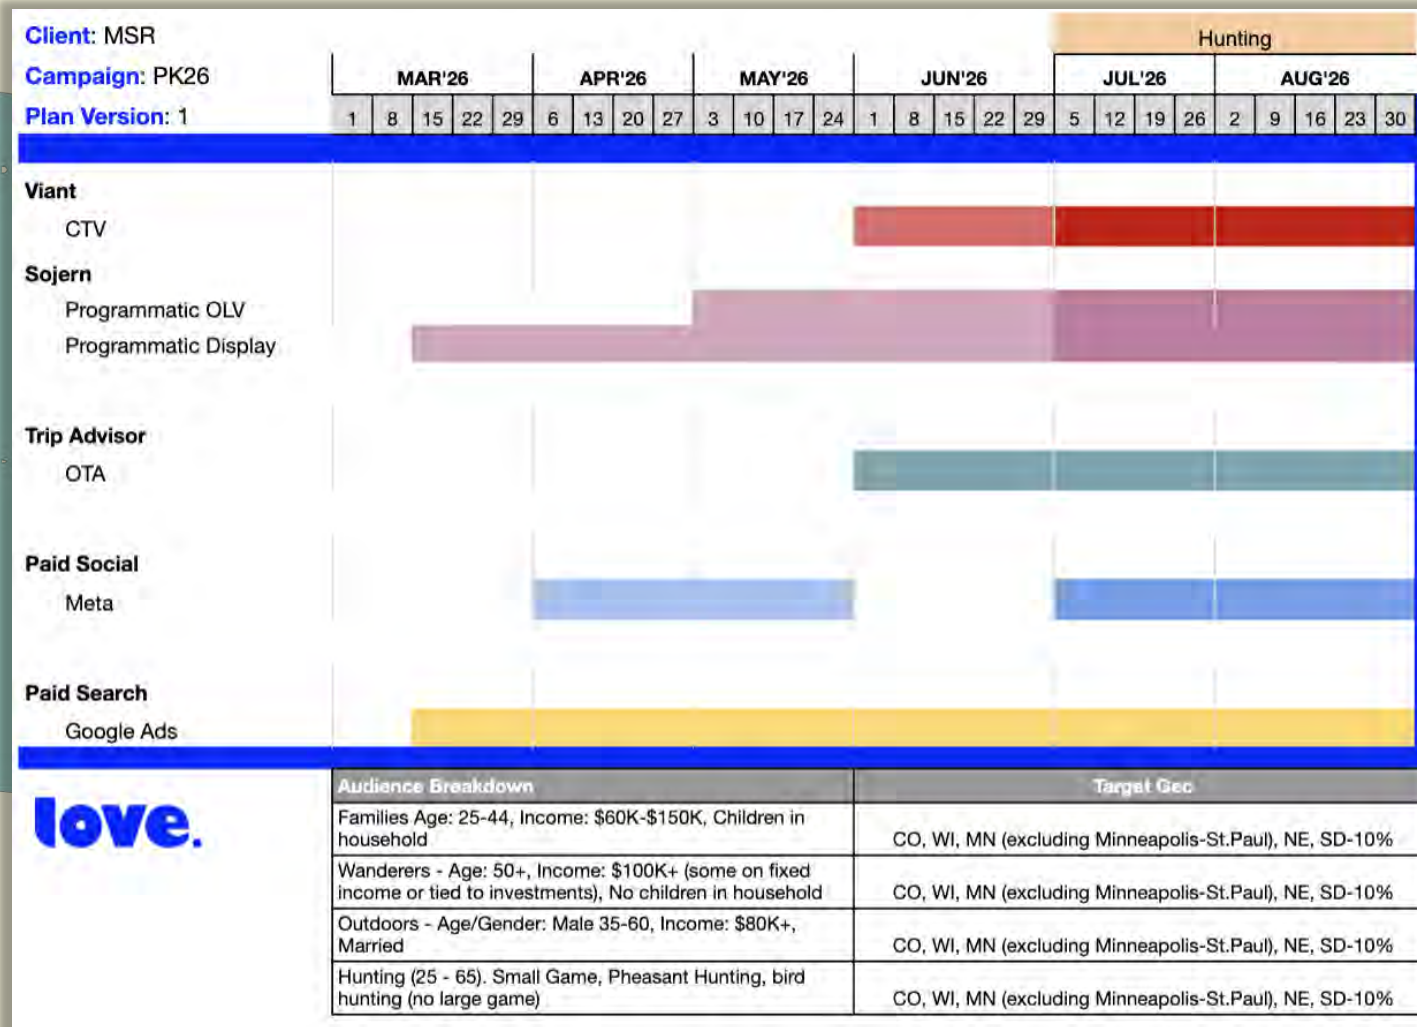 Client: MSR
Hunting
Campaign: PK26
MAR'26 APR'26 MAY'26 JUN'26 JUL'26 AUG'26
Plan Version: 1
1 8 15 22 29 6 13 20 27 3 10 17 24 1 8 15 22 29 5 12 19 26 2 9 16 23 30
Viant
CTV
Sojern
Programmatic OLV
Programmatic Display
Trip Advisor
OTA
Paid Social
Meta
Paid Search
Google Ads
love.
Audience Breakdown Target Geo
Families Age: 25-44, Income: $60K-$150K, Children in
household
CO, WI, MN (excluding Minneapolis-St.Paul), NE, SD-10%
Wanderers - Age: 50+, Income: $100K+ (some on fixed
income or tied to investments), No children in household
CO, WI, MN (excluding Minneapolis-St.Paul), NE, SD-10%
Outdoors - Age/Gender: Male 35-60, Income: $80K+,
Married
CO, WI, MN (excluding Minneapolis-St.Paul), NE, SD-10%
Hunting (25 - 65). Small Game, Pheasant Hunting, bird
hunting (no large game)
CO, WI, MN (excluding Minneapolis-St.Paul), NE, SD-10%